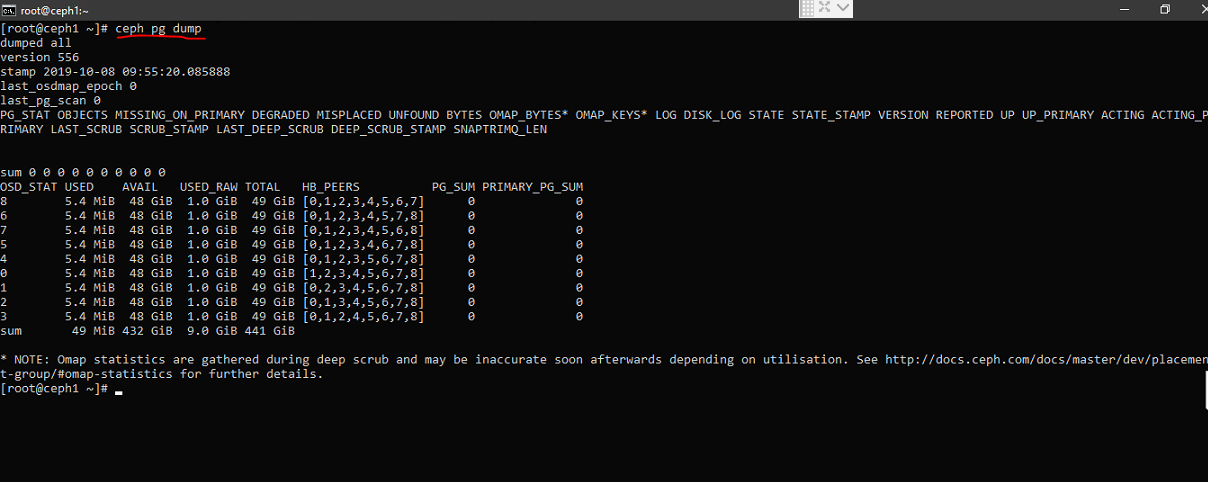 root@ceph1:~
[root@ceph1 ~]# ceph pg dump
dumped all
version 556
stamp 2019-10-08 09:55:20.085888
last_osdmap_epoch 0
last_pg_scan 0
PG_STAT OBJECTS MISSING_ON_PRIMARY DEGRADED MISPLACED UNFOUND BYTES OMAP_BYTES* OMAP_KEYS* LOG DISK_LOG STATE STATE_STAMP VERSION REPORTED UP UP_PRIMARY ACTING ACTING_P
RIMARY LAST_SCRUB SCRUB_STAMP LAST_DEEP_SCRUB DEEP_SCRUB_STAMP SNAPTRIMQ_LEN
sum 0 0 0 0 0 0 0 0 0 0
OSD_STAT USED AVAIL USED_RAW TOTAL HB_PEERS PG_SUM PRIMARY_PG_SUM
8 5.4 MiB 48 GiB 1.0 GiB 49 GiB [0,1,2,3,4,5,6,7] 0 0
6 5.4 MiB 48 GiB 1.0 GiB 49 GiB [0,1,2,3,4,5,7,8] 0 0
7 5.4 MiB 48 GiB 1.0 GiB 49 GiB [0,1,2,3,4,5,6,8] 0 0
5 5.4 MiB 48 GiB 1.0 GiB 49 GiB [0,1,2,3,4,6,7,8] 0 0
4 5.4 MiB 48 GiB 1.0 GiB 49 GiB [0,1,2,3,5,6,7,8] 0 0
0 5.4 MiB 48 GiB 1.0 GiB 49 GiB [1,2,3,4,5,6,7,8] 0 0
1 5.4 MiB 48 GiB 1.0 GiB 49 GiB [0,2,3,4,5,6,7,8] 0 0
2 5.4 MiB 48 GiB 1.0 GiB 49 GiB [0,1,3,4,5,6,7,8] 0 0
3 5.4 MiB 48 GiB 1.0 GiB 49 GiB [0,1,2,4,5,6,7,8] 0 0
sum 49 MiB 432 GiB 9.0 GiB 441 GiB
* NOTE: Omap statistics are gathered during deep scrub and may be inaccurate soon afterwards depending on utilisation. See http://docs.ceph.com/docs/master/dev/placemen
t-group/#omap-statistics for further details.
[root@ceph1 ~]#